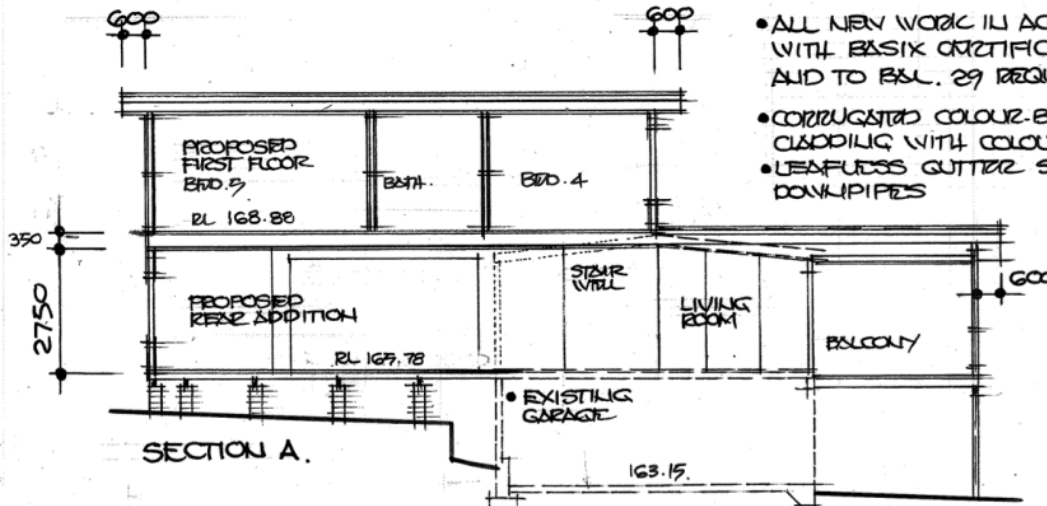 600
600
• ALL NEW WORK IN AC
WITH BASIX CERTIFIC
AND TO BAL. 29 REQU
• CORRUGATED COLOUR-B
CLADDING WITH COLOU
• LEAFLESS GUTTER S
DOWNPIPES
PROPOSED
FIRST FLOOR
BED.5
BATH.
BED.4
RL 168.88
350
2750
PROPOSED
REAR ADDITION
RL 165.78
STAIR
WELL
LIVING
ROOM
BALCONY
600
• EXISTING
GARAGE
SECTION A.
163.15.